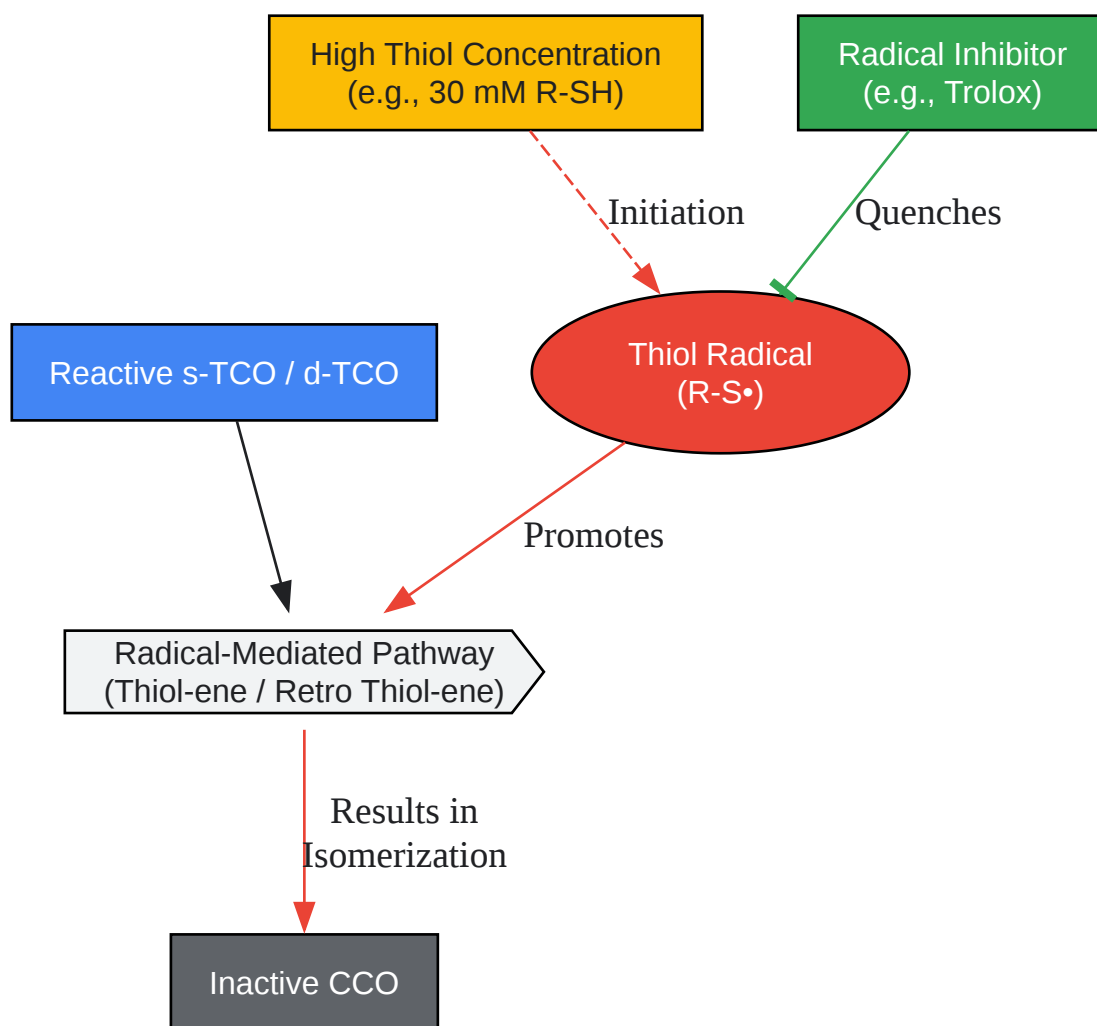 High Thiol Concentration
(e.g., 30 mM R-SH)
Radical Inhibitor
(e.g., Trolox)
Initiation
Quenches
Reactive s-TCO / d-TCO
Thiol Radical
(R-S•)
Promotes
Radical-Mediated Pathway
(Thiol-ene / Retro Thiol-ene)
Results in
Isomerization
Inactive CCO